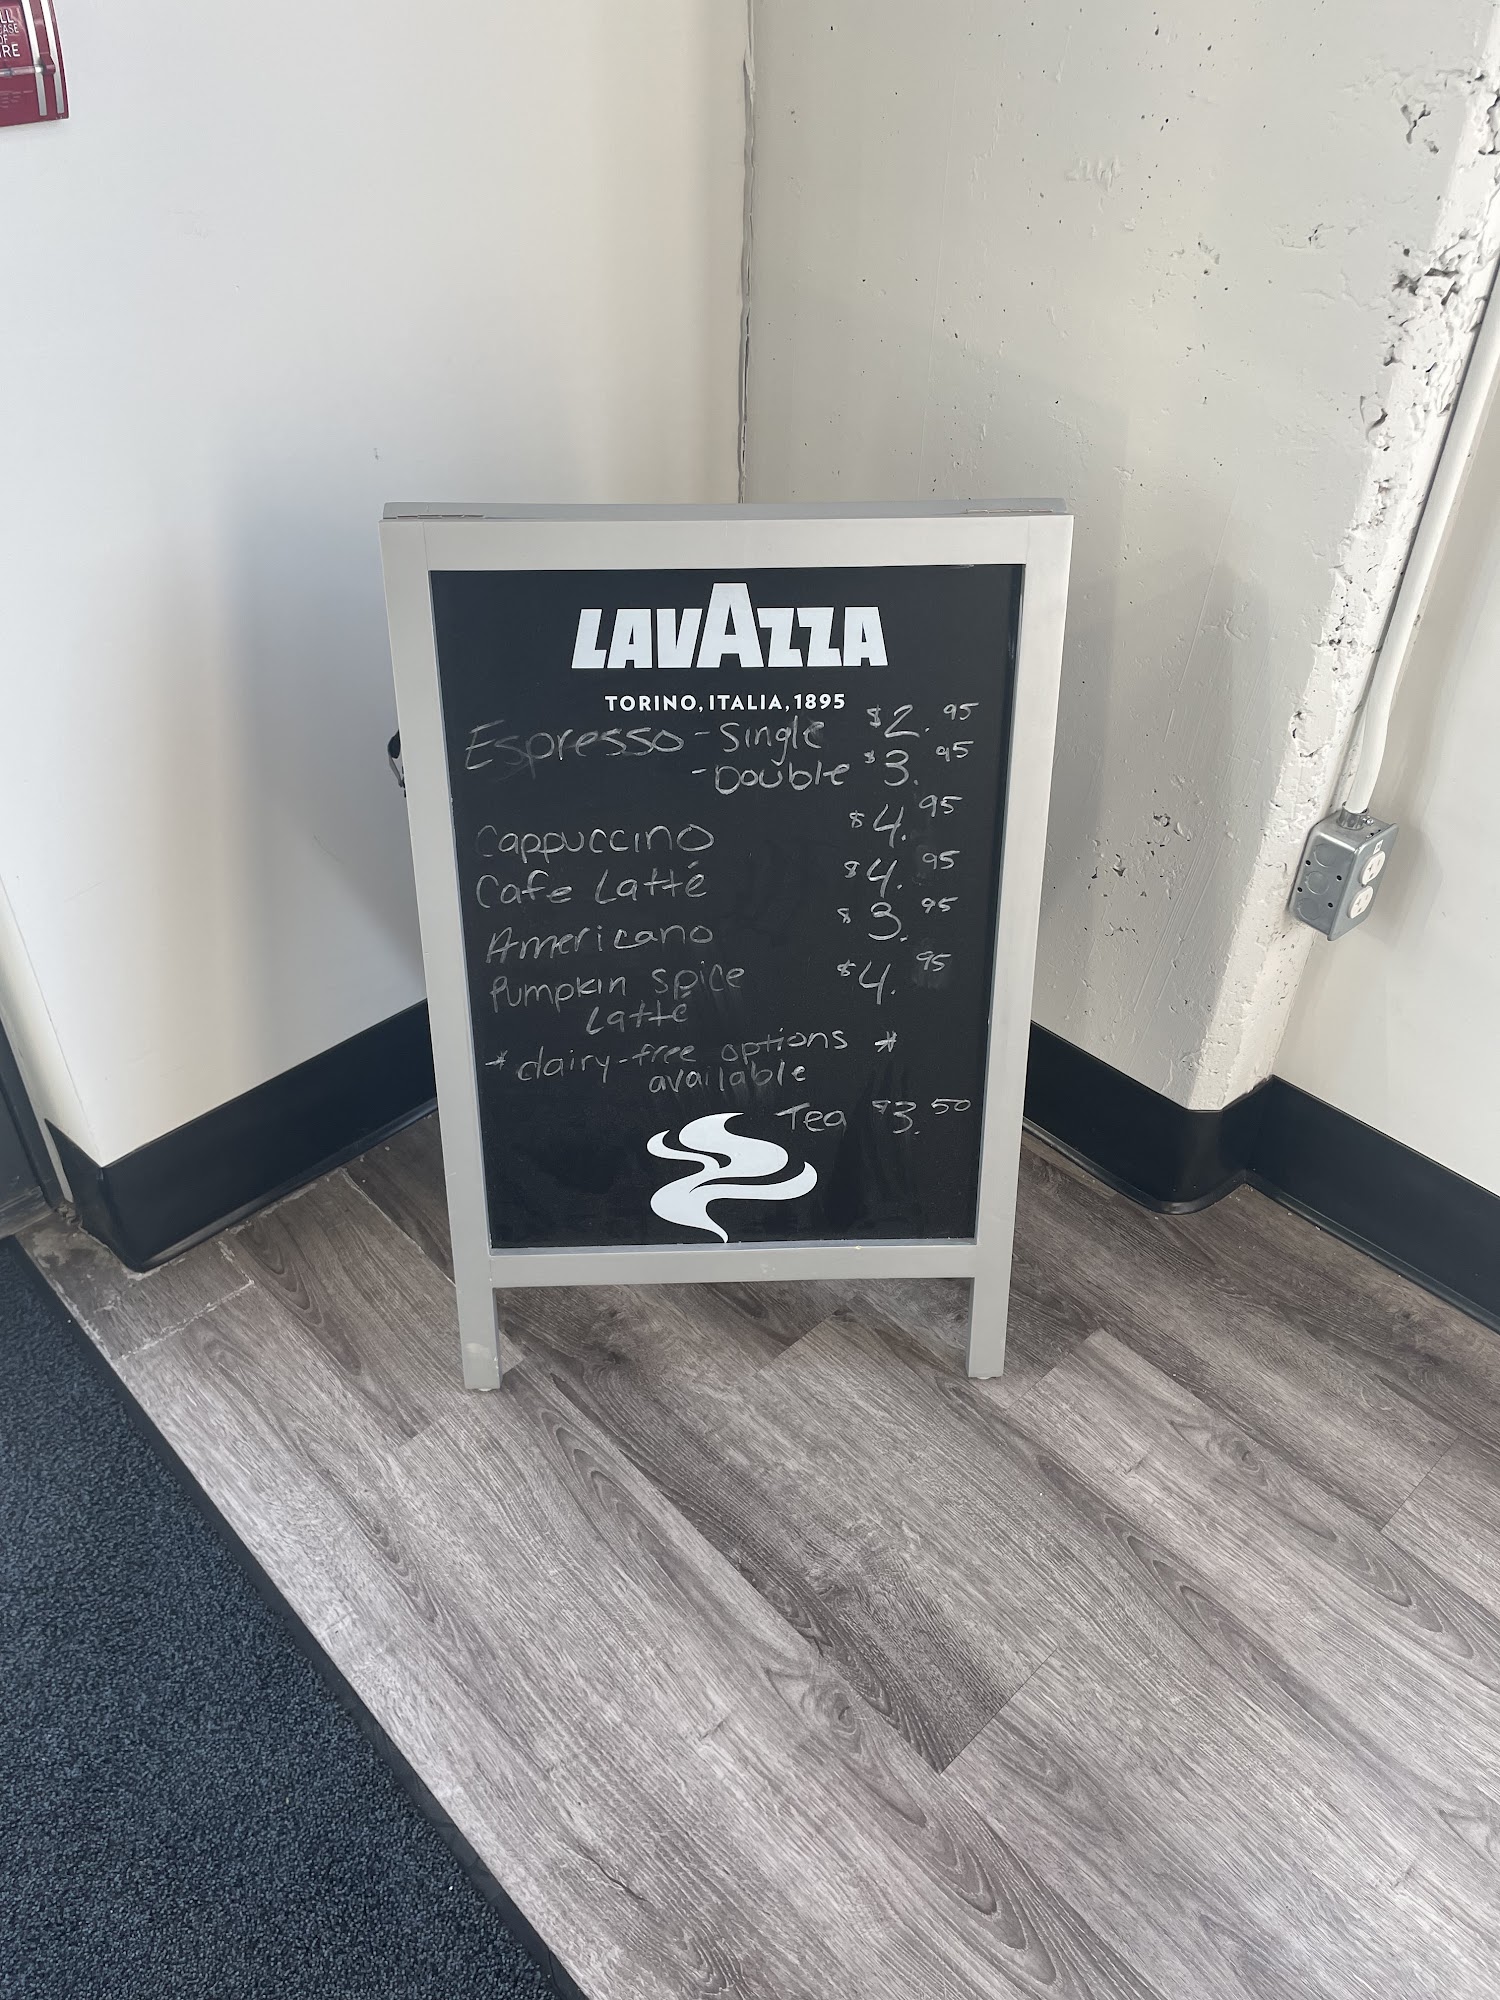 LAVAZZA
TORINO, ITALIA, 1895
Espresso - Single $2.95
- Double $3.95
Cappuccino $4.95
Cafe Latté $4.95
Americano $3.95
Pumpkin Spice $4.95
Latté
* dairy-free options *
available
Tea $3.50